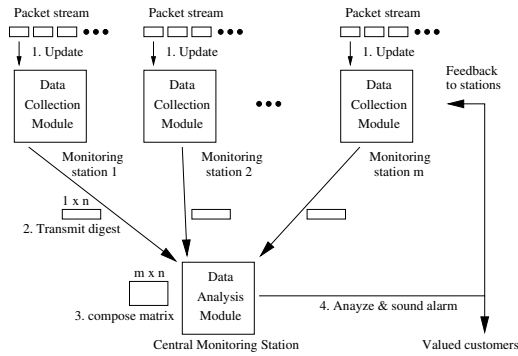 Packet stream
Packet stream
Packet stream
1. Update
1. Update
1. Update
Data
Collection
Module
Data
Collection
Module
Data
Collection
Module
Feedback
to stations
Monitoring
station 1
Monitoring
station 2
Monitoring
station m
1 x n
2. Transmit digest
m x n
3. compose matrix
Data
Analysis
Module
4. Anayze & sound alarm
Central Monitoring Station
Valued customers